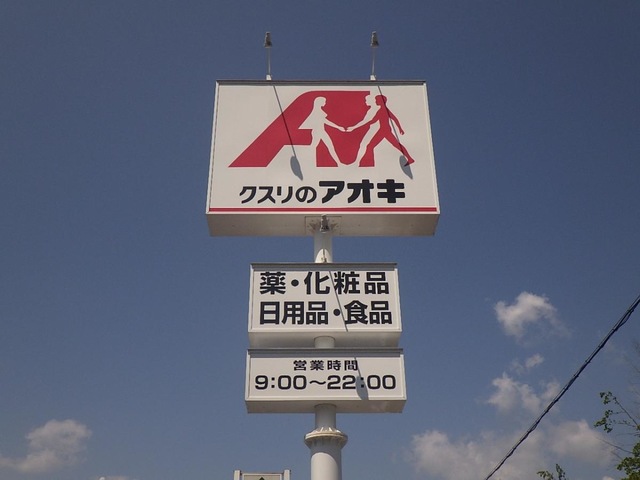 クスリのアオキ
薬・化粧品
日用品・食品
営業時間
9:00〜22:00